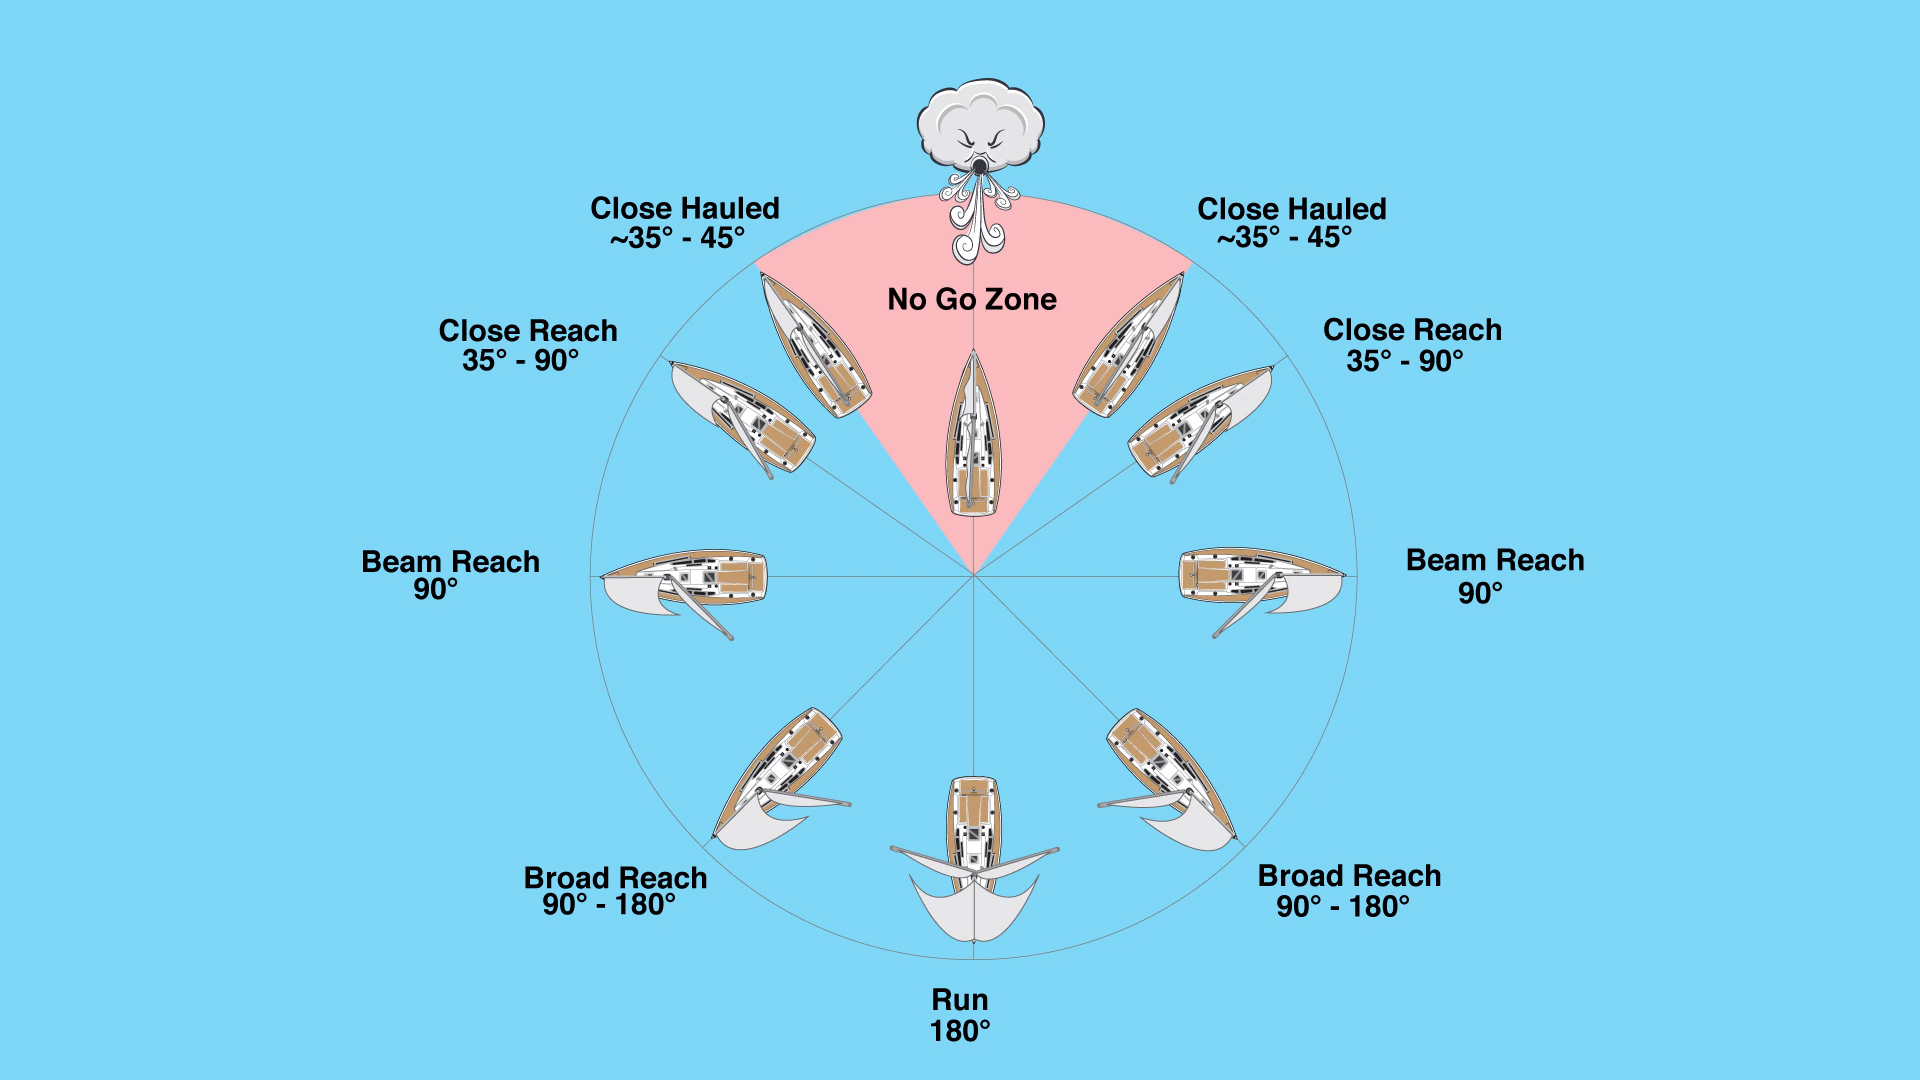 Close Hauled
~35° - 45°
Close Hauled
~35° - 45°
No Go Zone
Close Reach
35° - 90°
Close Reach
35° - 90°
Beam Reach
90°
Beam Reach
90°
Broad Reach
90° - 180°
Broad Reach
90° - 180°
Run
180°